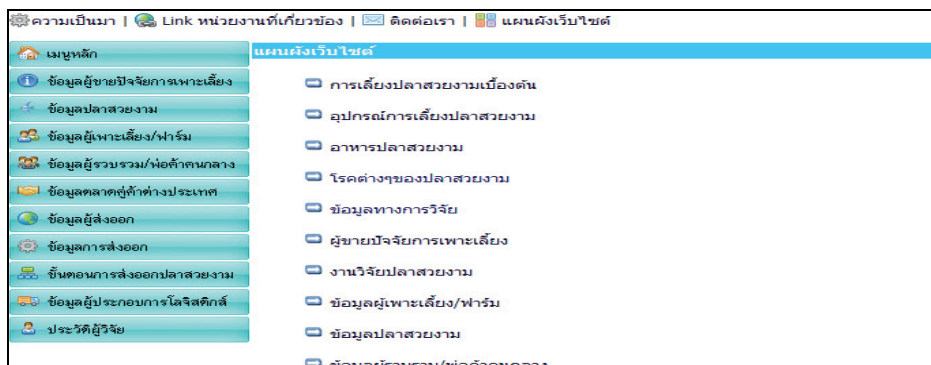 ความเป็นมา | Link หน่วยงานที่เกี่ยวข้อง | ติดต่อเรา | แผนผังเว็บไซต์
เมนูหลัก
ข้อมูลผู้ขายปัจจัยการเพาะเลี้ยง
ข้อมูลปลาสวยงาม
ข้อมูลผู้เพาะเลี้ยง/ฟาร์ม
ข้อมูลผู้รวบรวม/พ่อค้าคนกลาง
ข้อมูลตลาดคู่ค้าต่างประเทศ
ข้อมูลผู้ส่งออก
ข้อมูลการส่งออก
ขั้นตอนการส่งออกปลาสวยงาม
ข้อมูลผู้ประกอบการโลจิสติกส์
ประวัติผู้วิจัย
แผนผังเว็บไซต์
การเลี้ยงปลาสวยงามเบื้องต้น
อุปกรณ์การเลี้ยงปลาสวยงาม
อาหารปลาสวยงาม
โรคต่างๆของปลาสวยงาม
ข้อมูลทางการวิจัย
ผู้ขายปัจจัยการเพาะเลี้ยง
งานวิจัยปลาสวยงาม
ข้อมูลผู้เพาะเลี้ยง/ฟาร์ม
ข้อมูลปลาสวยงาม